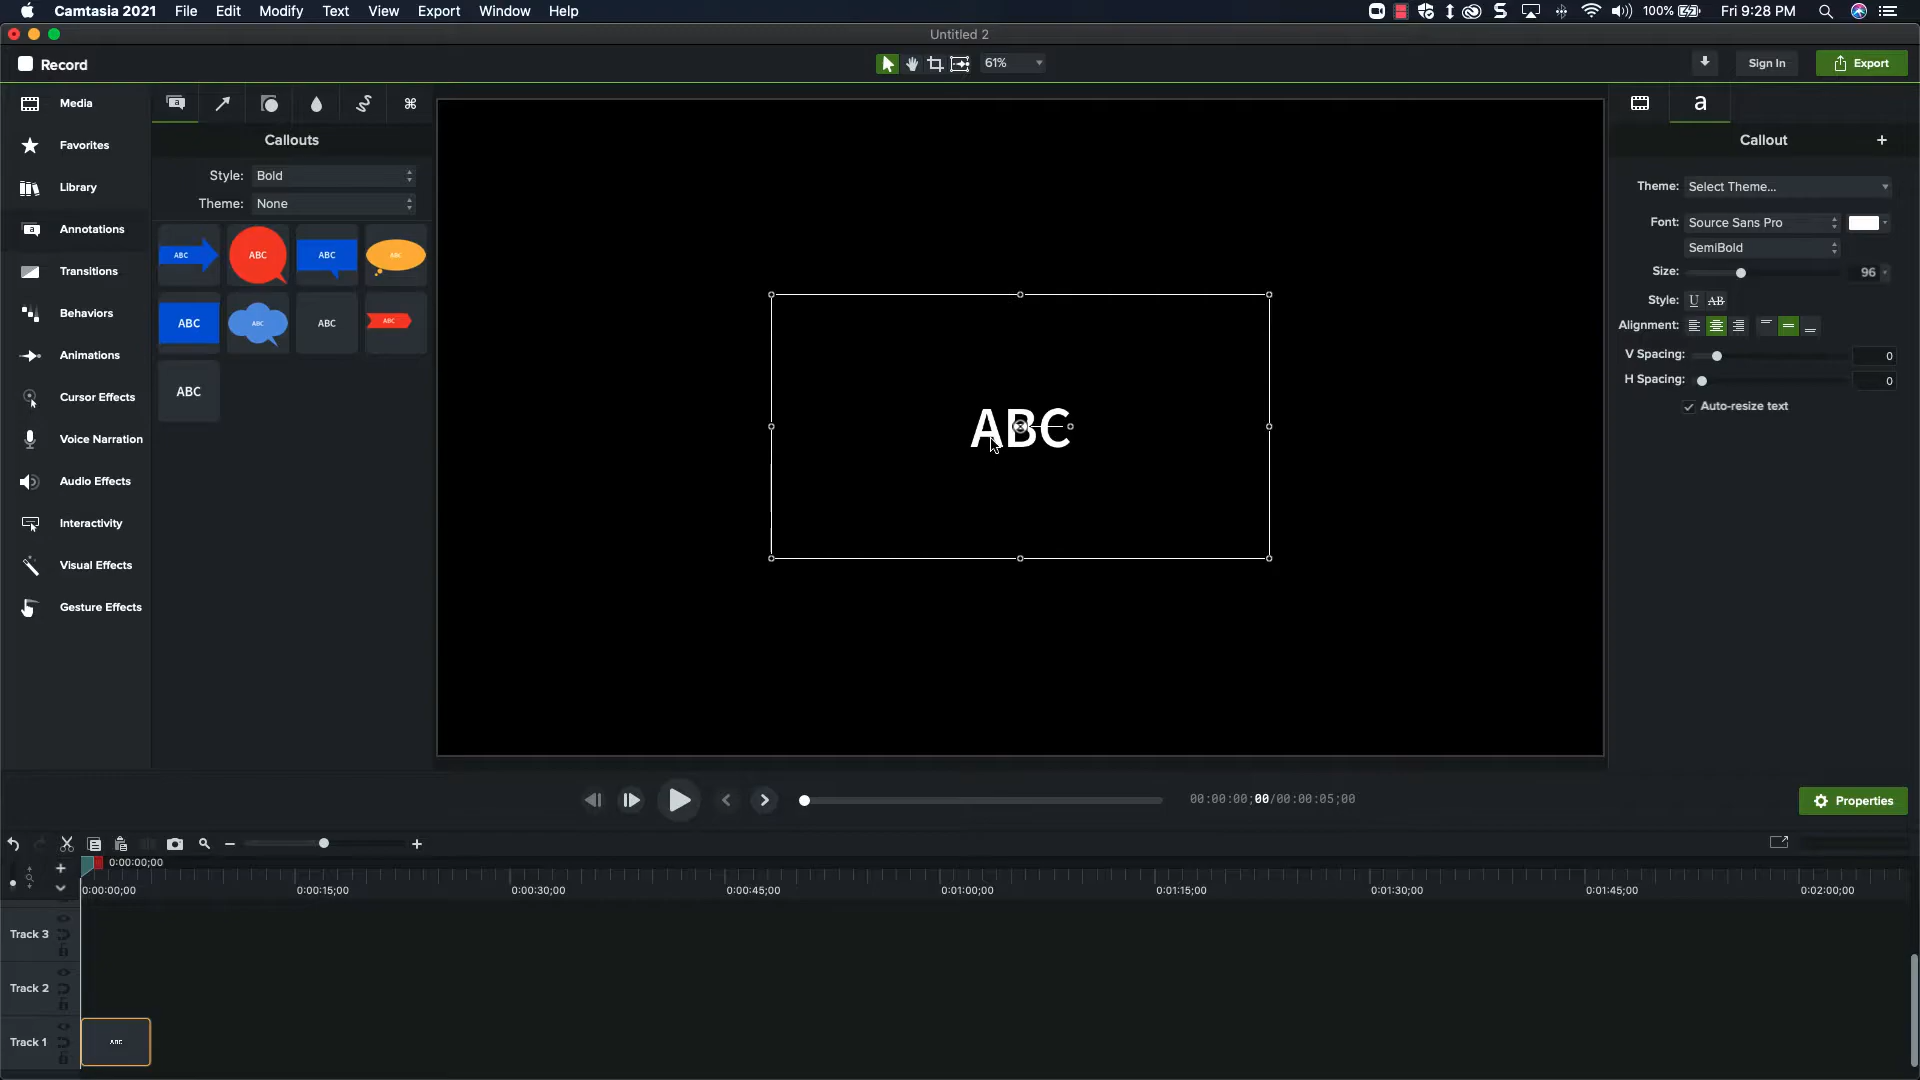 Camtasia 2021 File Edit Modify Text View Export Window Help 100% Fri 9:28 PM
Untitled 2
Record 61% Sign In Export
Media a a
Callouts Callout +
Favorites
Style: Bold
Theme: None
Library
Annotations
Transitions
Behaviors
Animations
Cursor Effects
Voice Narration
Audio Effects
Interactivity
Visual Effects
Gesture Effects
ABC ABC ABC ABC
ABC ABC ABC ABC
ABC
ABC
Theme: Select Theme...
Font: Source Sans Pro
SemiBold
Size: 96
Style: U AB
Alignment:
V Spacing: 0
H Spacing: 0
Auto-resize text
00:00:00;00/00:00:05;00
Properties
0:00:00;00
0:00:00;00 0:00:15;00 0:00:30;00 0:00:45;00 0:01:00;00 0:01:15;00 0:01:30;00 0:01:45;00 0:02:00;00
Track 3
Track 2
Track 1 ABC